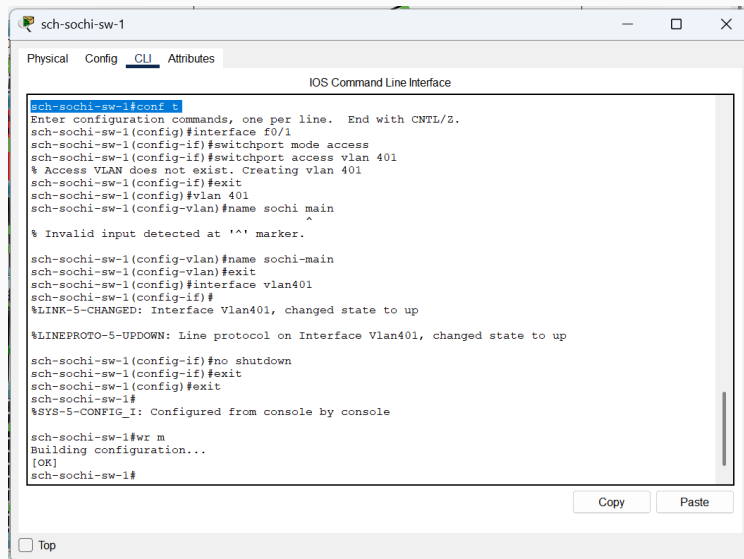 sch-sochi-sw-1
Physical Config CLI Attributes
IOS Command Line Interface
sch-sochi-sw-1#conf t
Enter configuration commands, one per line.  End with CNTL/Z.
sch-sochi-sw-1(config)#interface f0/1
sch-sochi-sw-1(config-if)#switchport mode access
sch-sochi-sw-1(config-if)#switchport access vlan 401
% Access VLAN does not exist. Creating vlan 401
sch-sochi-sw-1(config-if)#exit
sch-sochi-sw-1(config)#vlan 401
sch-sochi-sw-1(config-vlan)#name sochi main
^
% Invalid input detected at '^' marker.
sch-sochi-sw-1(config-vlan)#name sochi-main
sch-sochi-sw-1(config-vlan)#exit
sch-sochi-sw-1(config)#interface vlan401
sch-sochi-sw-1(config-if)#
%LINK-5-CHANGED: Interface Vlan401, changed state to up
%LINEPROTO-5-UPDOWN: Line protocol on Interface Vlan401, changed state to up
sch-sochi-sw-1(config-if)#no shutdown
sch-sochi-sw-1(config-if)#exit
sch-sochi-sw-1(config)#exit
sch-sochi-sw-1#
%SYS-5-CONFIG_I: Configured from console by console
sch-sochi-sw-1#wr m
Building configuration...
[OK]
sch-sochi-sw-1#
Copy Paste
Top